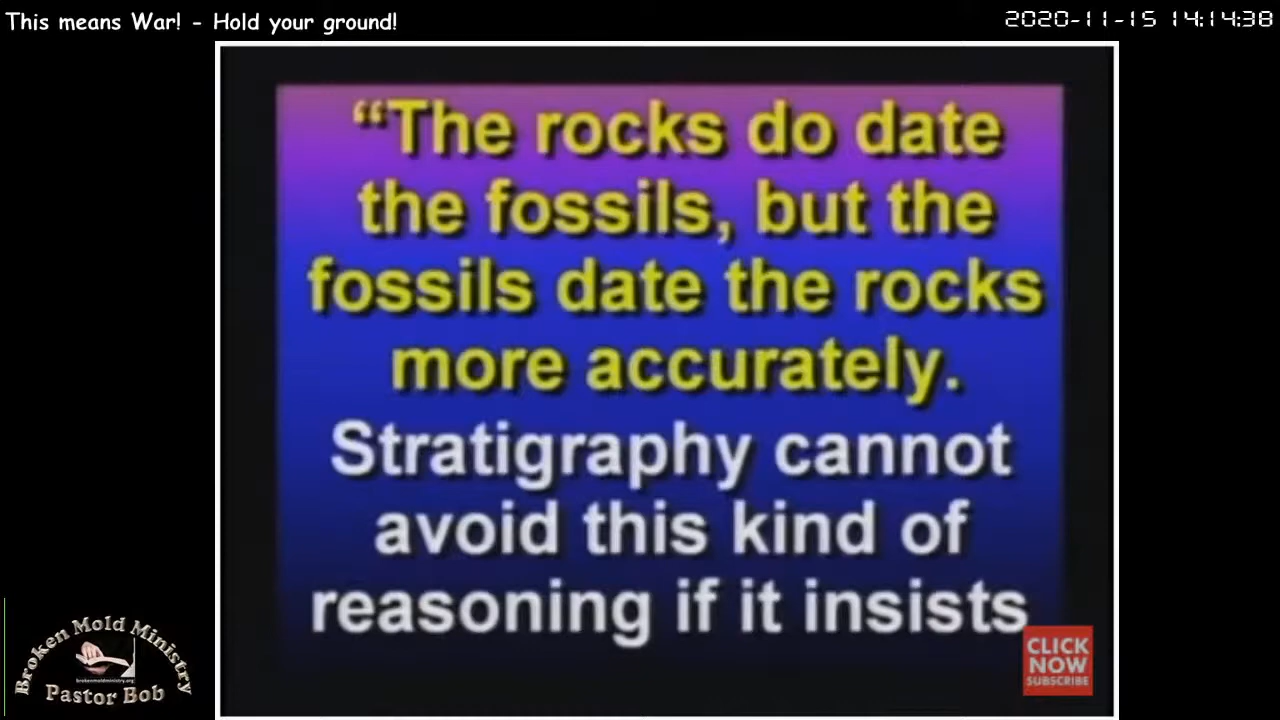 This means War! - Hold your ground!
2020-11-15 14:14:38
“The rocks do date
the fossils, but the
fossils date the rocks
more accurately.
Stratigraphy cannot
avoid this kind of
reasoning if it insists
CLICK
NOW
SUBSCRIBE
Broken Mold Ministry
brokenmoldministry.org
Pastor Bob